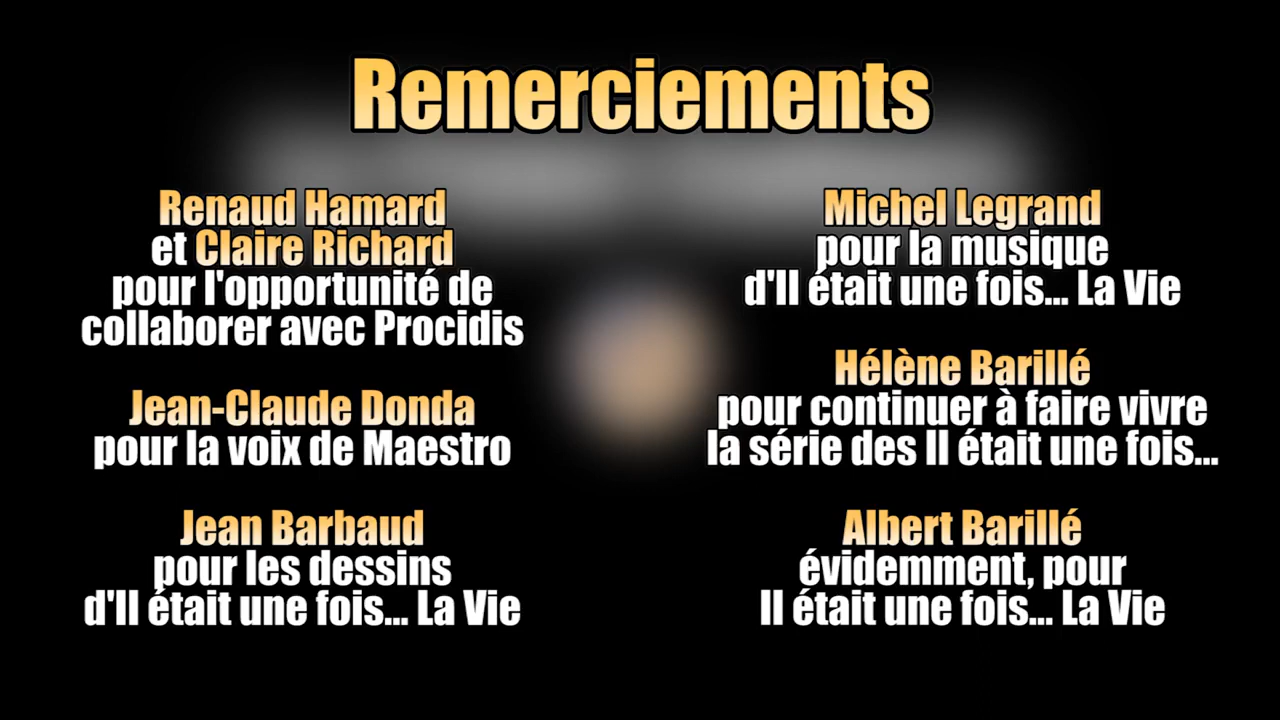 Remerciements
Renaud Hamard
et Claire Richard
pour l'opportunité de
collaborer avec Procidis
Jean-Claude Donda
pour la voix de Maestro
Jean Barbaud
pour les dessins
d'Il était une fois... La Vie
Michel Legrand
pour la musique
d'Il était une fois... La Vie
Hélène Barillé
pour continuer à faire vivre
la série des Il était une fois...
Albert Barillé
évidemment, pour
Il était une fois... La Vie